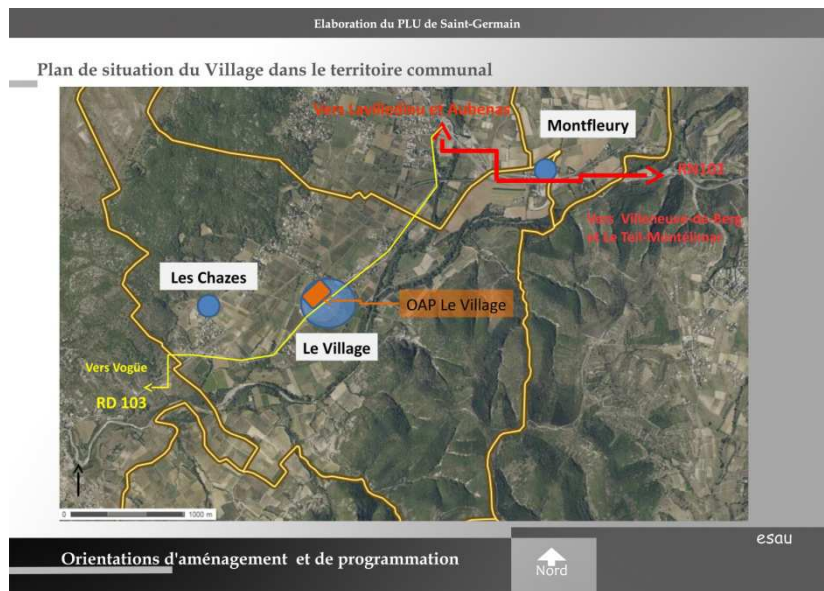 Elaboration du PLU de Saint-Germain
Plan de situation du Village dans le territoire communal
Vers Lavilledieu et Aubenas
Montfleury
RN102
Vers Villeneuve-de-Berg
et Le Teil-Montélimar
Les Chazes
OAP Le Village
Le Village
Vers Vogüe
RD 103
0 1000 m
Orientations d'aménagement et de programmation
Nord
esau